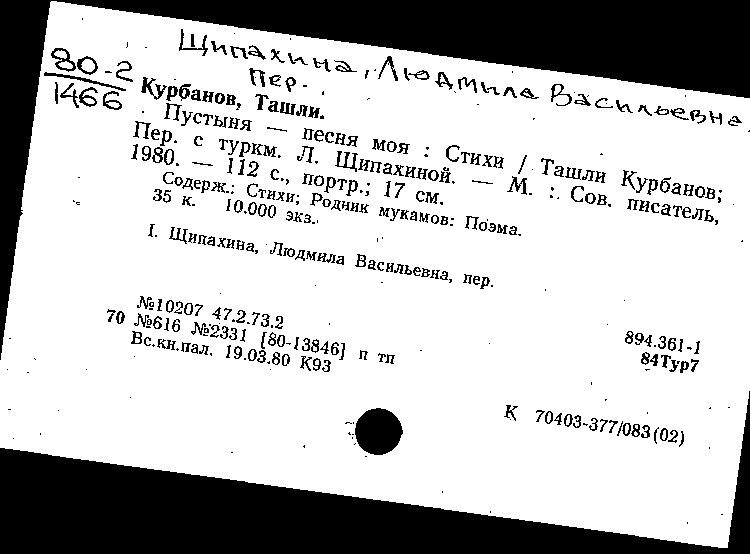 Щипахина, Людмила Васильевна
пер.
80-2
1466
Курбанов, Ташли.
Пустыня — песня моя : Стихи / Ташли Курбанов;
Пер. с туркм. Л. Щипахиной. — М. : Сов. писатель,
1980. — 112 с., портр.; 17 см.
Содерж.: Стихи; Родник мукамов: Поэма.
35 к. 10.000 экз.
I. Щипахина, Людмила Васильевна, пер.
№10207 47.2.73.2
894.361-1
70 №616 №2331 [80-13846] п тп
84Тур7
Вс.кн.пал. 19.03.80 К93
К 70403-377/083(02)